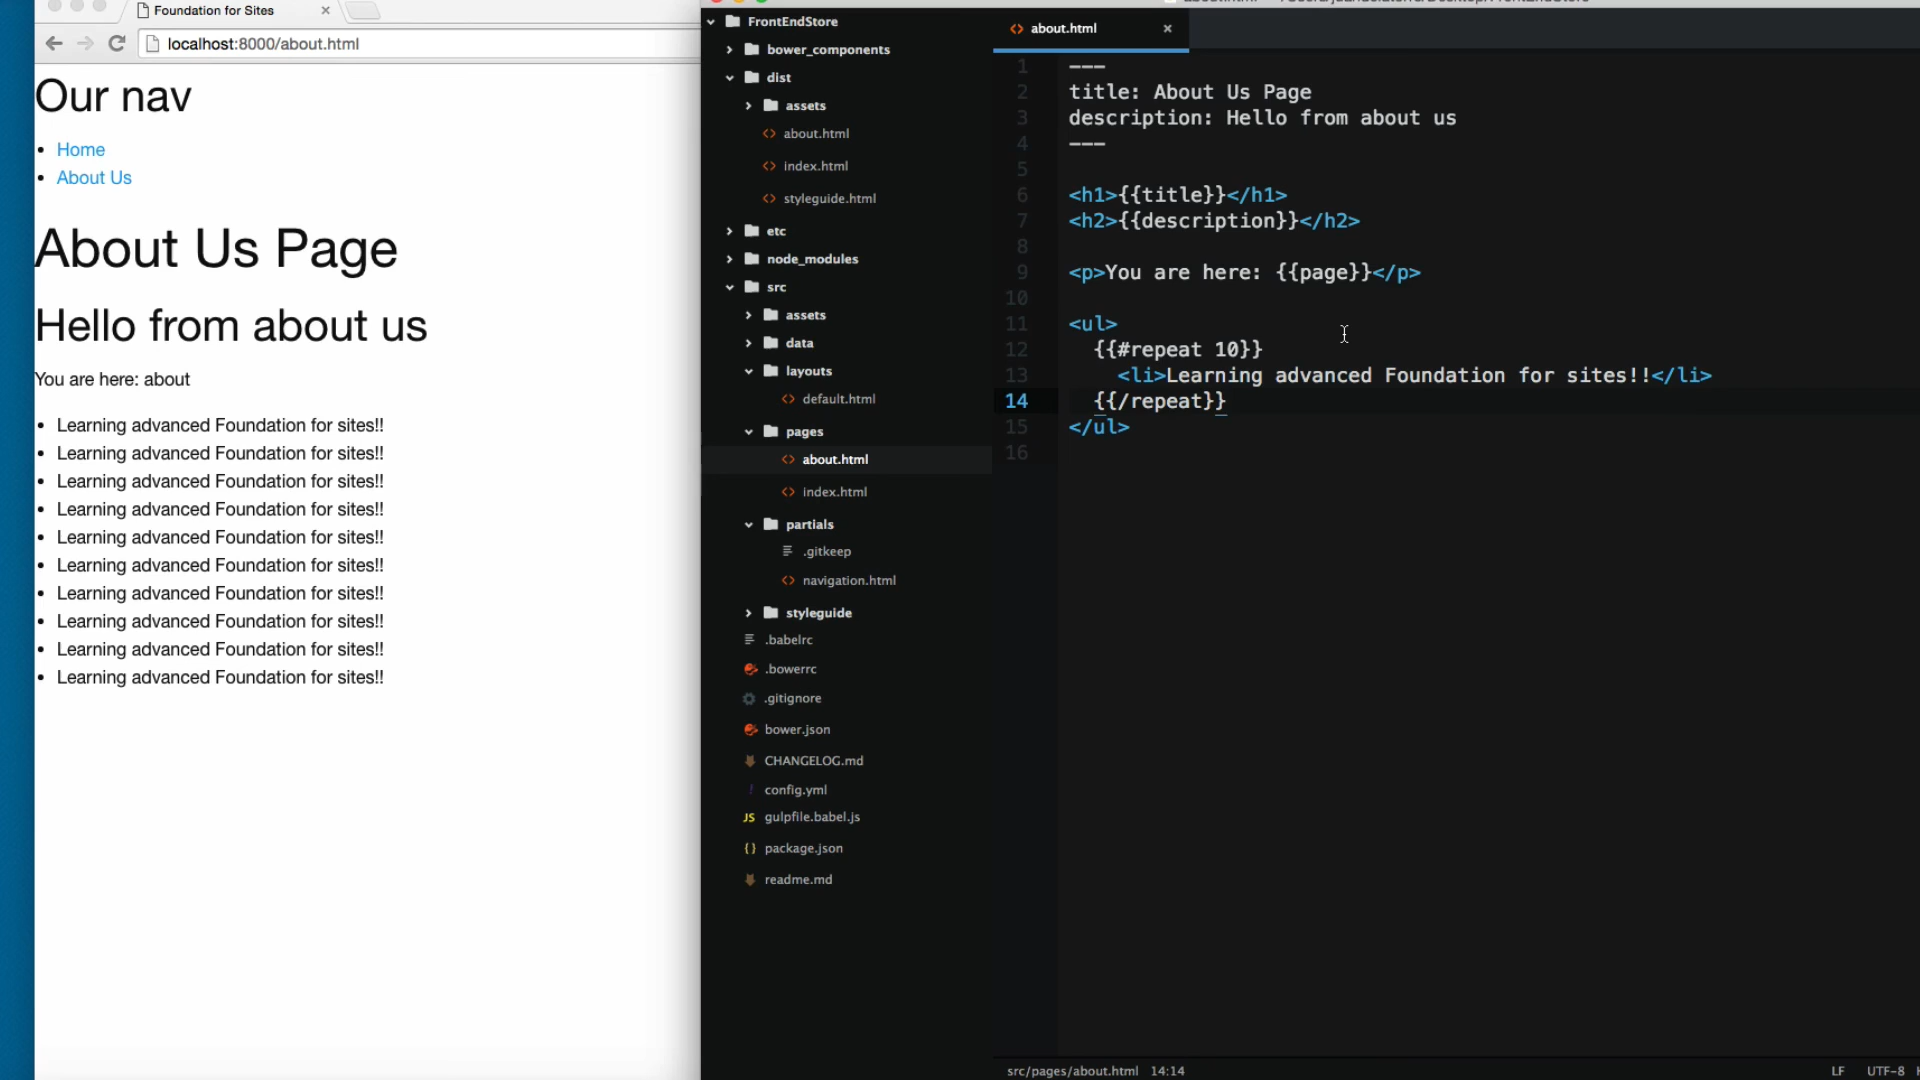 Foundation for Sites
localhost:8000/about.html
Our nav
Home
About Us
About Us Page
Hello from about us
You are here: about
Learning advanced Foundation for sites!!
Learning advanced Foundation for sites!!
Learning advanced Foundation for sites!!
Learning advanced Foundation for sites!!
Learning advanced Foundation for sites!!
Learning advanced Foundation for sites!!
Learning advanced Foundation for sites!!
Learning advanced Foundation for sites!!
Learning advanced Foundation for sites!!
Learning advanced Foundation for sites!!
FrontEndStore
bower_components
dist
assets
about.html
index.html
styleguide.html
etc
node_modules
src
assets
data
layouts
default.html
pages
about.html
index.html
partials
.gitkeep
navigation.html
styleguide
.babelrc
.bowerrc
.gitignore
bower.json
CHANGELOG.md
config.yml
JS gulpfile.babel.js
package.json
readme.md
about.html
1 ---
2 title: About Us Page
3 description: Hello from about us
4 ---
5
6 <h1>{{title}}</h1>
7 <h2>{{description}}</h2>
8
9 <p>You are here: {{page}}</p>
10
11 <ul>
12 {{#repeat 10}}
13 <li>Learning advanced Foundation for sites!!</li>
14 {{/repeat}}
15 </ul>
16
src/pages/about.html 14:14
LF UTF-8